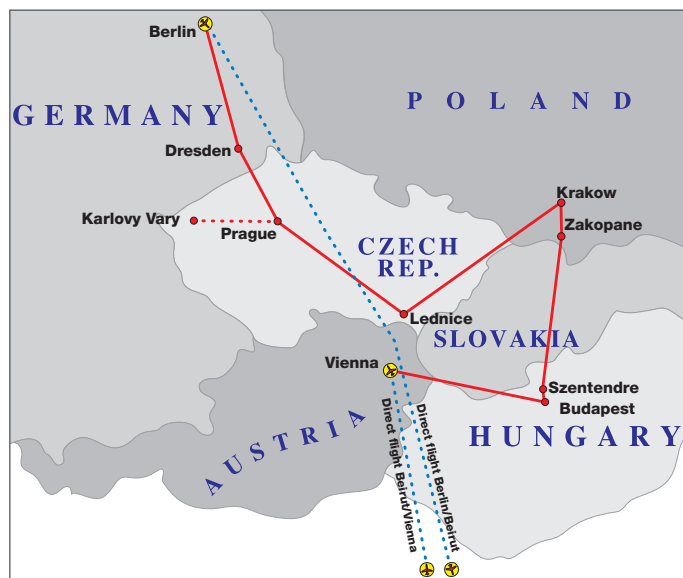 Berlin
POLAND
GERMANY
Dresden
Krakow
Karlovy Vary
Zakopane
Prague
CZECH
REP.
Lednice
SLOVAKIA
Vienna
Szentendre
Budapest
HUNGARY
AUSTRIA
Direct flight Beirut/Vienna
Direct flight Berlin/Beirut